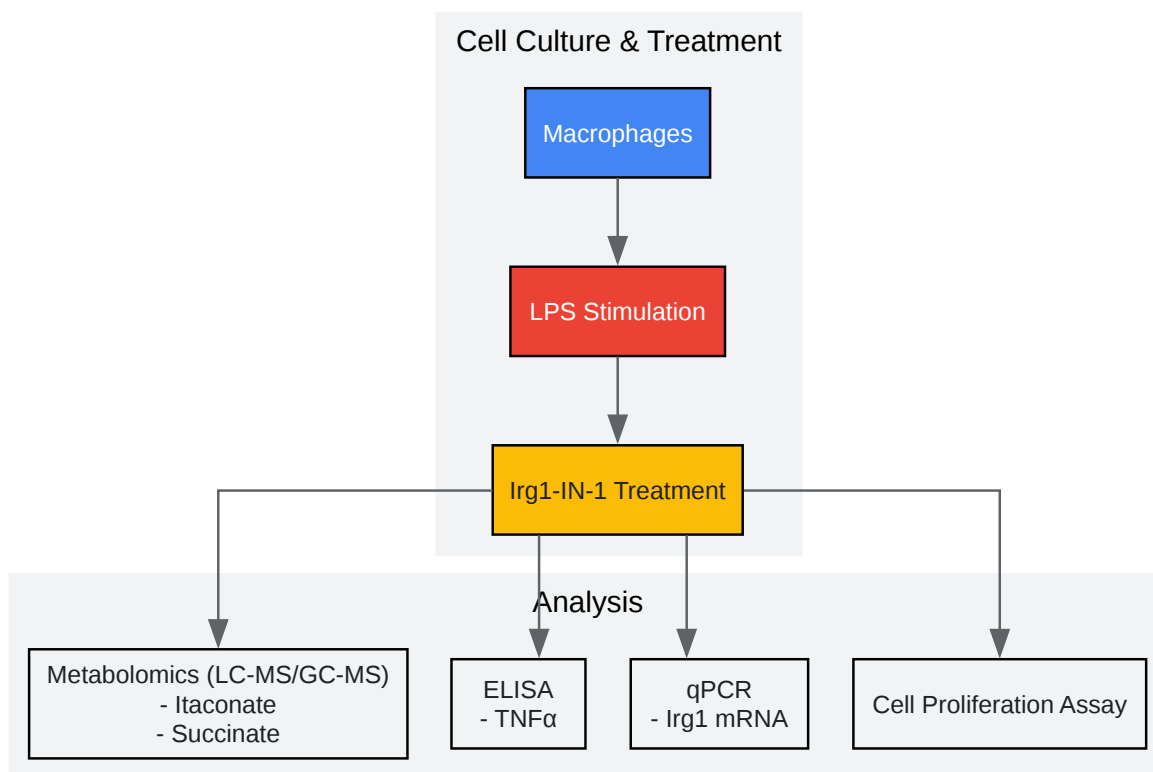 Cell Culture & Treatment
Macrophages
LPS Stimulation
Irg1-IN-1 Treatment
Analysis
Metabolomics (LC-MS/GC-MS)
- Itaconate
- Succinate
ELISA
- TNFα
qPCR
- Irg1 mRNA
Cell Proliferation Assay